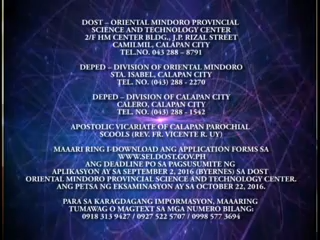 DOST – ORIENTAL MINDORO PROVINCIAL
SCIENCE AND TECHNOLOGY CENTER
2/F HM CENTER BLDG., J.P. RIZAL STREET
CAMILMIL, CALAPAN CITY
TEL.NO. 043 288 – 8791
DEPED – DIVISION OF ORIENTAL MINDORO
STA. ISABEL, CALAPAN CITY
TEL.NO. (043) 288 - 2270
DEPED – DIVISION OF CALAPAN CITY
CALERO, CALAPAN CITY
TEL.NO. (043) 288 - 1542
APOSTOLIC VICARIATE OF CALAPAN PAROCHIAL
SCOOLS (REV. FR. VICENTE R. UY)
MAAARI RING I-DOWNLOAD ANG APPLICATION FORMS SA
WWW.SEI.DOST.GOV.PH
ANG DEADLINE PO SA PAGSUSUMITE NG
APLIKASYON AY SA SEPTEMBER 2, 2016 (BYERNES) SA DOST
ORIENTAL MINDORO PROVINCIAL SCIENCE AND TECHNOLOGY CENTER.
ANG PETSA NG EKSAMINASYON AY SA OCTOBER 22, 2016.
PARA SA KARAGDAGANG IMPORMASYON, MAAARING
TUMAWAG O MAGTEXT SA MGA NUMERO BILANG:
0918 313 9427 / 0927 522 5707 / 0998 577 3694